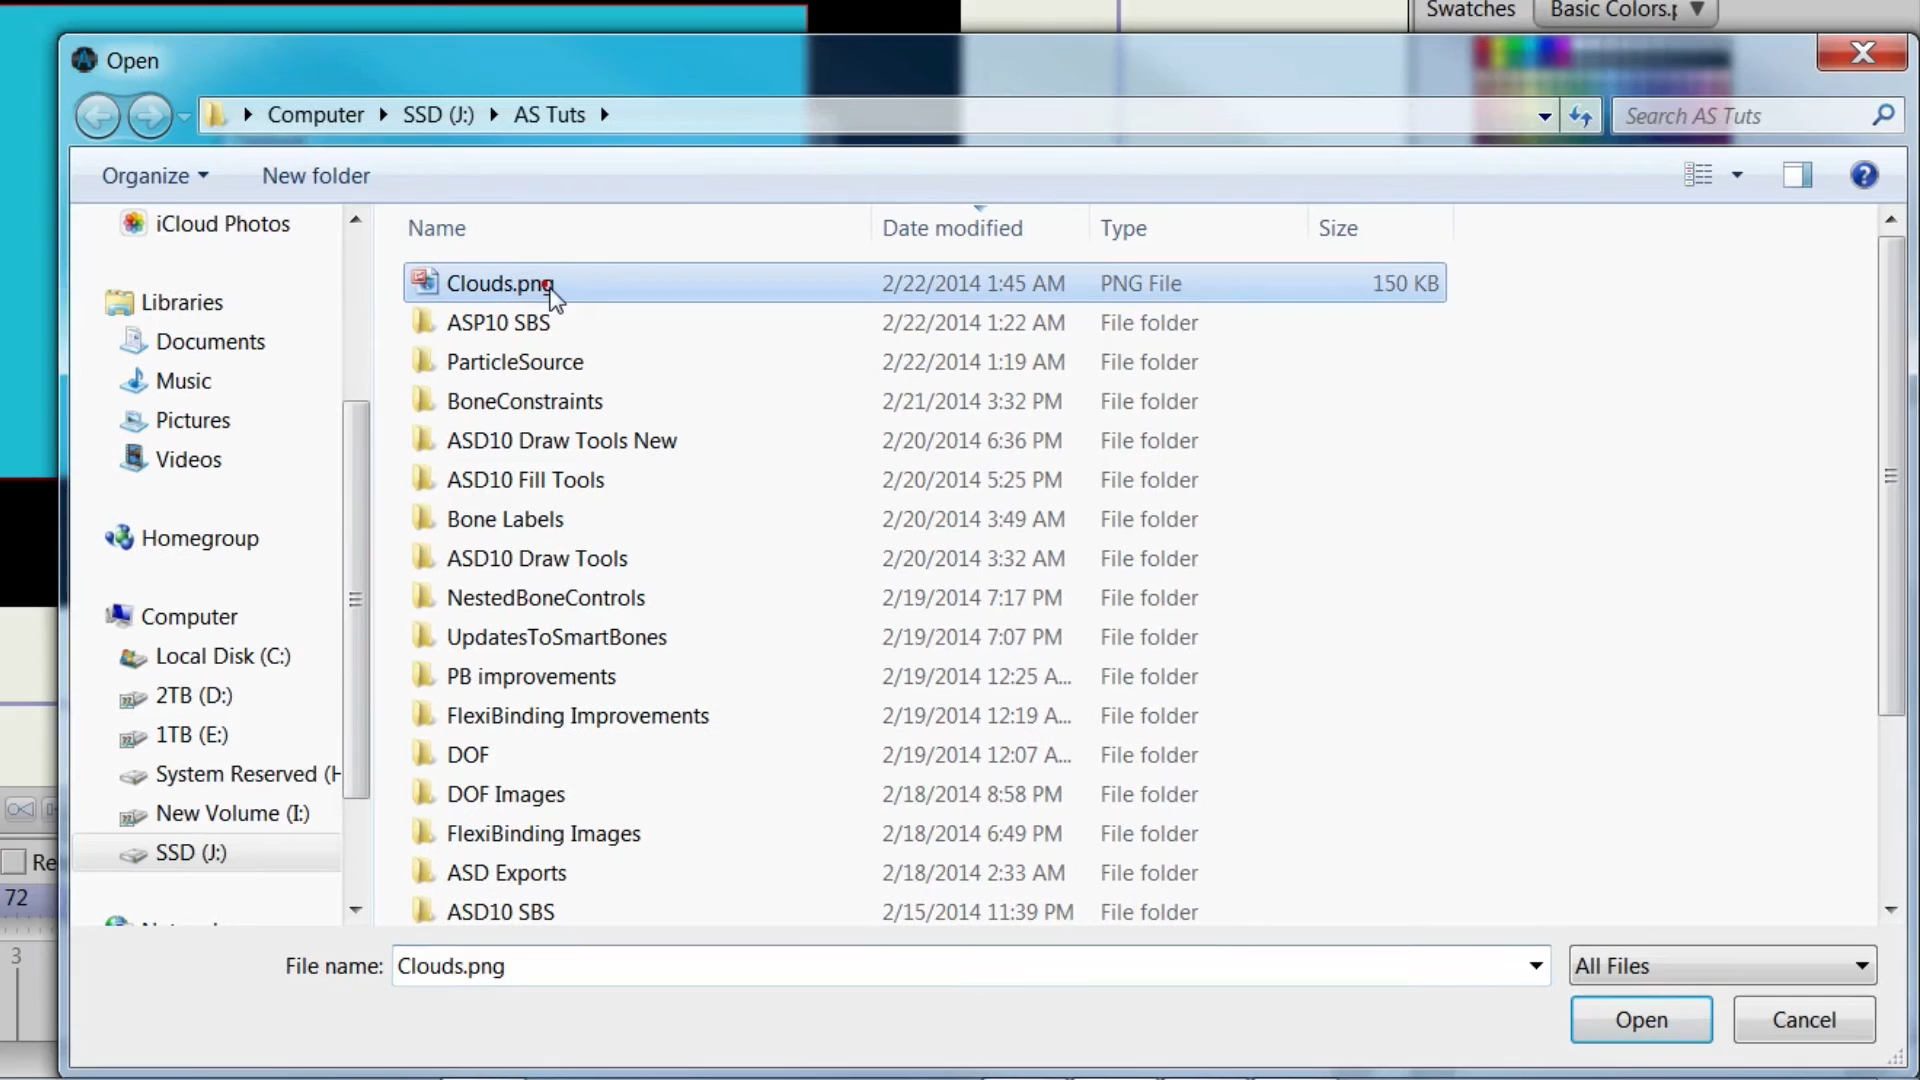 Swatches Basic Colors.p
Open
Computer SSD (J:) AS Tuts
Search AS Tuts
Organize New folder
Name Date modified Type Size
iCloud Photos
Libraries
Documents
Music
Pictures
Videos
Homegroup
Computer
Local Disk (C:)
2TB (D:)
1TB (E:)
System Reserved (H
New Volume (I:)
SSD (J:)
Clouds.png 2/22/2014 1:45 AM PNG File 150 KB
ASP10 SBS 2/22/2014 1:22 AM File folder
ParticleSource 2/22/2014 1:19 AM File folder
BoneConstraints 2/21/2014 3:32 PM File folder
ASD10 Draw Tools New 2/20/2014 6:36 PM File folder
ASD10 Fill Tools 2/20/2014 5:25 PM File folder
Bone Labels 2/20/2014 3:49 AM File folder
ASD10 Draw Tools 2/20/2014 3:32 AM File folder
NestedBoneControls 2/19/2014 7:17 PM File folder
UpdatesToSmartBones 2/19/2014 7:07 PM File folder
PB improvements 2/19/2014 12:25 A... File folder
FlexiBinding Improvements 2/19/2014 12:19 A... File folder
DOF 2/19/2014 12:07 A... File folder
DOF Images 2/18/2014 8:58 PM File folder
FlexiBinding Images 2/18/2014 6:49 PM File folder
ASD Exports 2/18/2014 2:33 AM File folder
ASD10 SBS 2/15/2014 11:39 PM File folder
Re
72
3
File name: Clouds.png All Files
Open Cancel